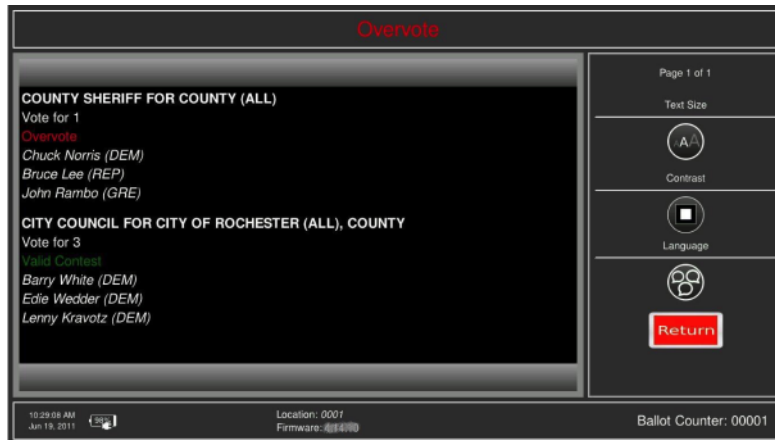 Overvote
COUNTY SHERIFF FOR COUNTY (ALL)
Vote for 1
Overvote
Chuck Norris (DEM)
Bruce Lee (REP)
John Rambo (GRE)
CITY COUNCIL FOR CITY OF ROCHESTER (ALL), COUNTY
Vote for 3
Valid Contest
Barry White (DEM)
Edie Wedder (DEM)
Lenny Kravotz (DEM)
Page 1 of 1
Text Size
AAA
Contrast
Language
Return
10:29:08 AM
Jun 19, 2011
98%
Location: 0001
Firmware:
Ballot Counter: 00001